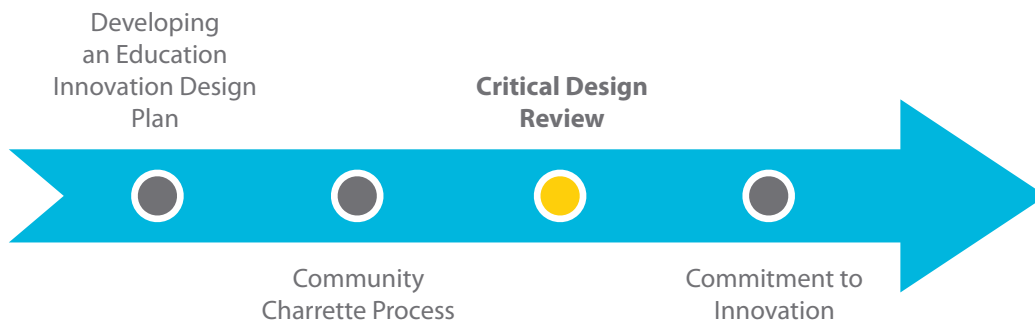 Developing
an Education
Innovation Design
Plan
Critical Design
Review
Community
Charrette Process
Commitment to
Innovation